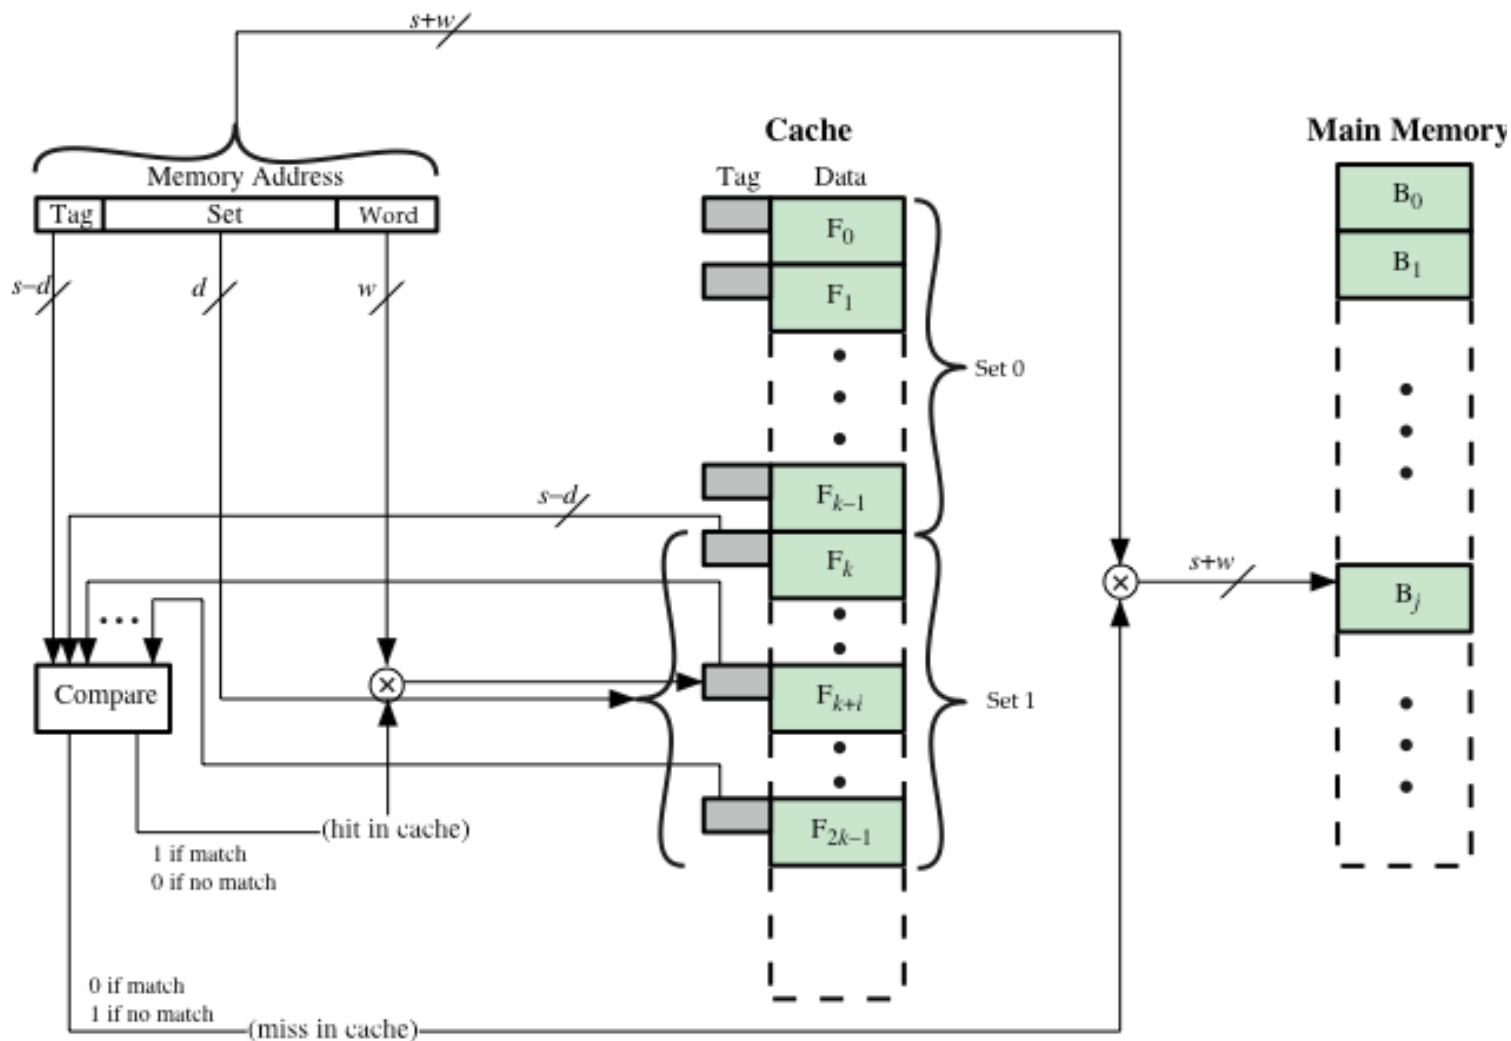 s+w
Cache
Main Memory
Memory Address
Tag Data
Tag Set Word
F0
B0
F1
B1
s–d
d
w
Set 0
Fk–1
s–d
Fk
s+w
Bj
...
Compare
Fk+i
Set 1
(hit in cache)
F2k–1
1 if match
0 if no match
0 if match
1 if no match
(miss in cache)